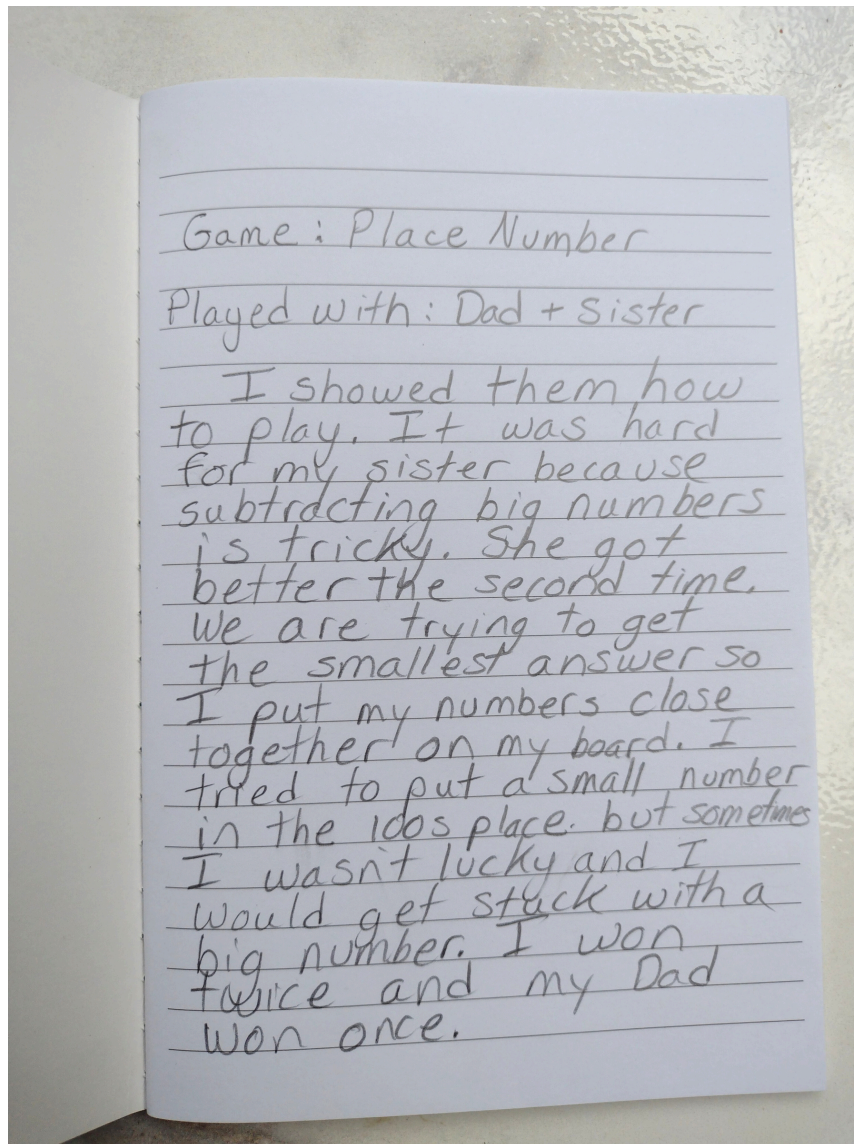 Game: Place Number
Played with: Dad + Sister
I showed them how
to play. It was hard
for my sister because
subtracting big numbers
is tricky. She got
better the second time.
We are trying to get
the smallest answer so
I put my numbers close
together on my board. I
tried to put a small number
in the 100s place. but sometimes
I wasn't lucky and I
would get stuck with a
big number. I won
twice and my Dad
won once.